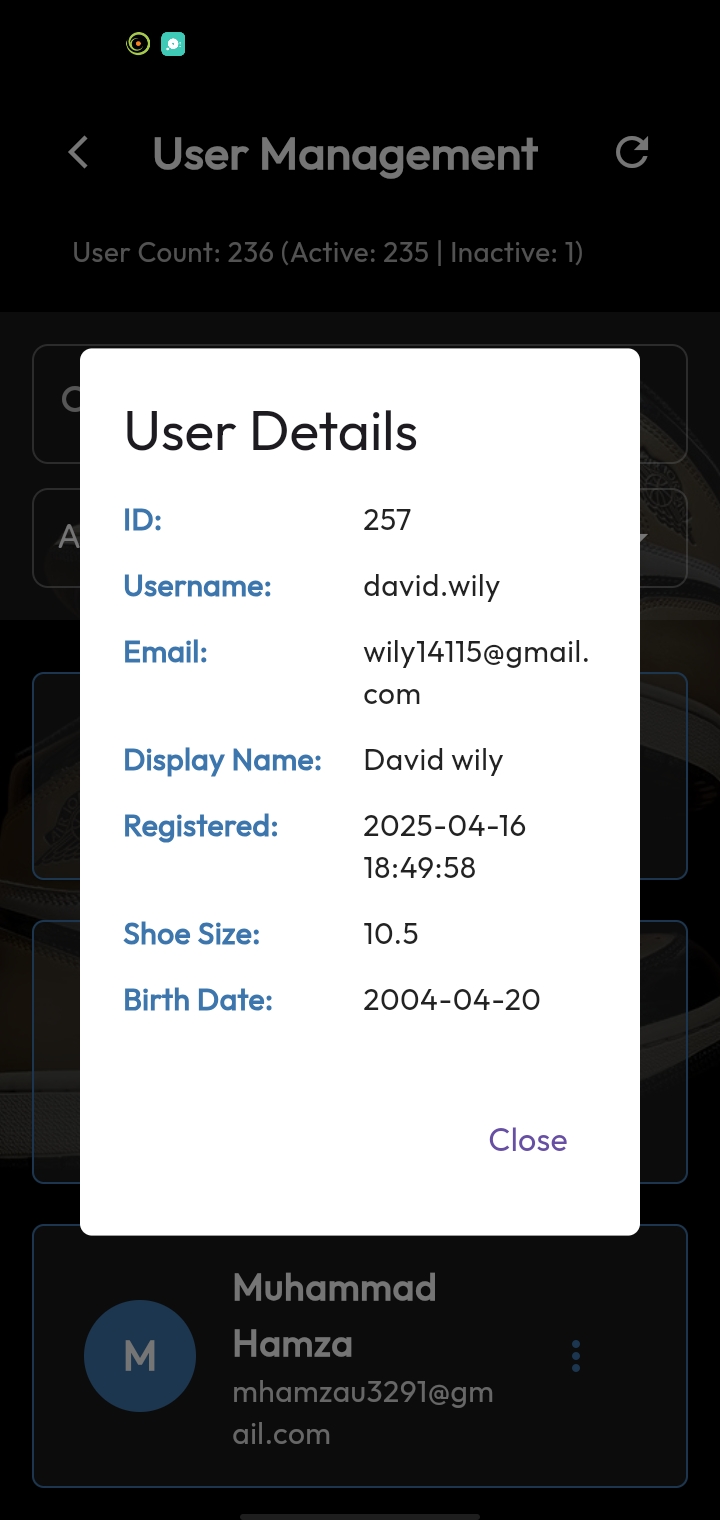 User Management
User Count: 236 (Active: 235 | Inactive: 1)
A
User Details
ID: 257
Username: david.wily
Email: wily14115@gmail.
com
Display Name: David wily
Registered: 2025-04-16
18:49:58
Shoe Size: 10.5
Birth Date: 2004-04-20
Close
M
Muhammad
Hamza
mhamzau3291@gm
ail.com